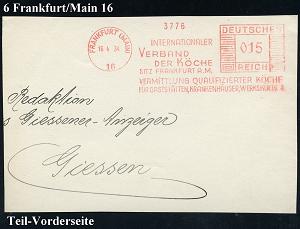 6 Frankfurt/Main 16
3776
FRANKFURT (MAIN)
16.4.34
16
INTERNATIONALER
VERBAND
DER KÖCHE
SITZ FRANKFURT A.M.
VERMITTLUNG QUALIFIZIERTER KÖCHE
FÜR GASTSTÄTTEN, KRANKENHÄUSER, WERKSKÜCHEN
DEUTSCHES
015
REICH
Redaktion
Giessener-Anzeiger
Giessen
Teil-Vorderseite